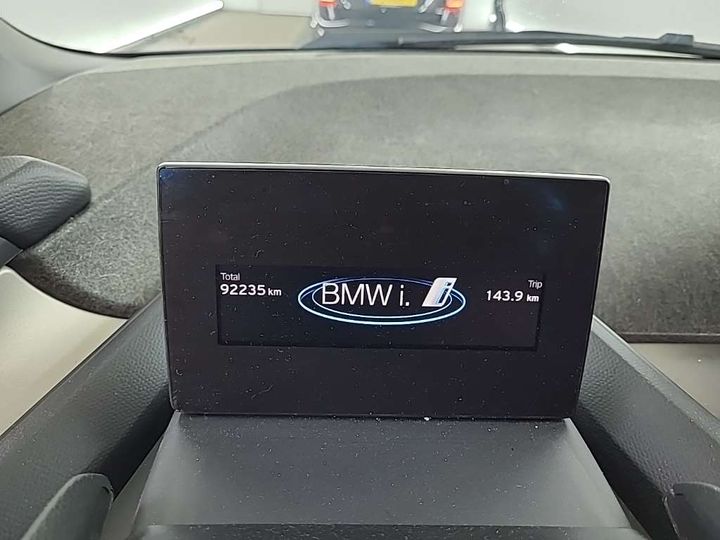 Total
92235 km
BMW i. i
Trip
143.9 km